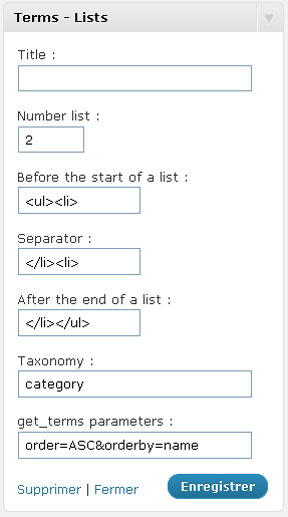 Terms - Lists
Title :
Number list :
2
Before the start of a list :
<ul><li>
Separator :
</li><li>
After the end of a list :
</li></ul>
Taxonomy :
category
get_terms parameters :
order=ASC&orderby=name
Supprimer | Fermer Enregistrer